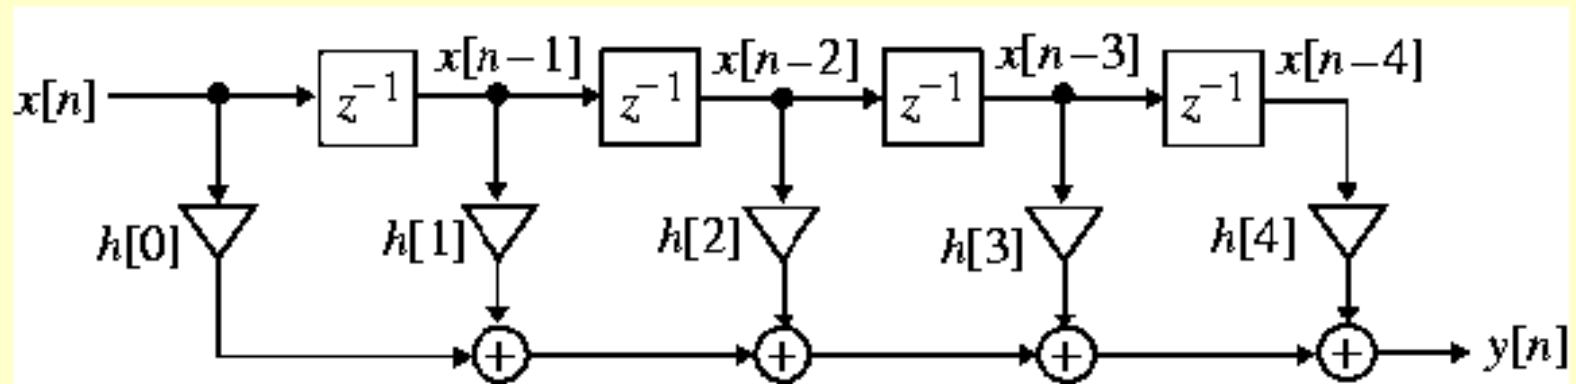 x[n]
z⁻¹
x[n−1]
z⁻¹
x[n−2]
z⁻¹
x[n−3]
z⁻¹
x[n−4]
h[0]
h[1]
h[2]
h[3]
h[4]
+
+
+
+
y[n]